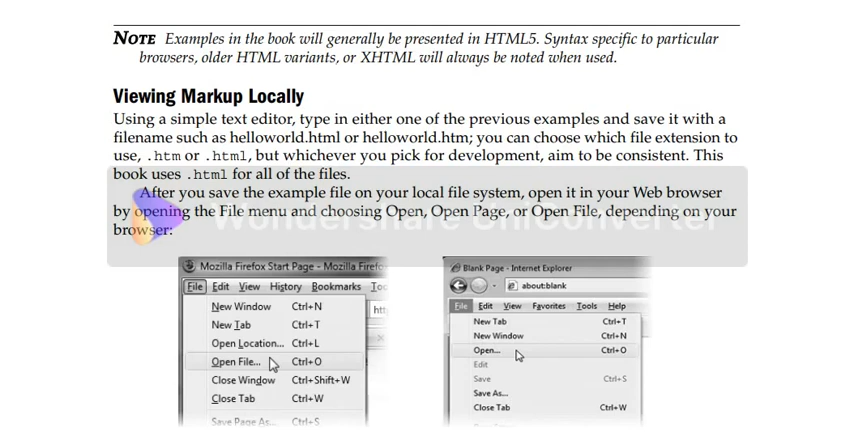 NOTE Examples in the book will generally be presented in HTML5. Syntax specific to particular
browsers, older HTML variants, or XHTML will always be noted when used.
Viewing Markup Locally
Using a simple text editor, type in either one of the previous examples and save it with a
filename such as helloworld.html or helloworld.htm; you can choose which file extension to
use, .htm or .html, but whichever you pick for development, aim to be consistent. This
book uses .html for all of the files.
After you save the example file on your local file system, open it in your Web browser
by opening the File menu and choosing Open, Open Page, or Open File, depending on your
browser:
Wondershare UniConverter
Mozilla Firefox Start Page - Mozilla Firefo
File Edit View History Bookmarks Too
New Window Ctrl+N
New Tab Ctrl+T
Open Location... Ctrl+L
Open File... Ctrl+O
Close Window Ctrl+Shift+W
Close Tab Ctrl+W
Save Page As... Ctrl+S
htt
Blank Page - Internet Explorer
about:blank
File Edit View Favorites Tools Help
New Tab Ctrl+T
New Window Ctrl+N
Open... Ctrl+O
Edit
Save Ctrl+S
Save As...
Close Tab Ctrl+W